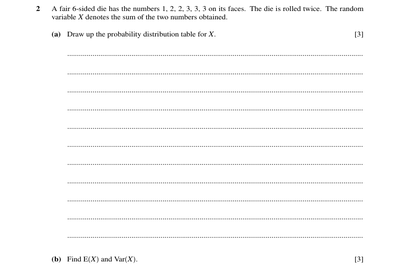 2 A fair 6-sided die has the numbers 1, 2, 2, 3, 3, 3 on its faces. The die is rolled twice. The random
variable X denotes the sum of the two numbers obtained.
(a) Draw up the probability distribution table for X. [3]
(b) Find E(X) and Var(X). [3]